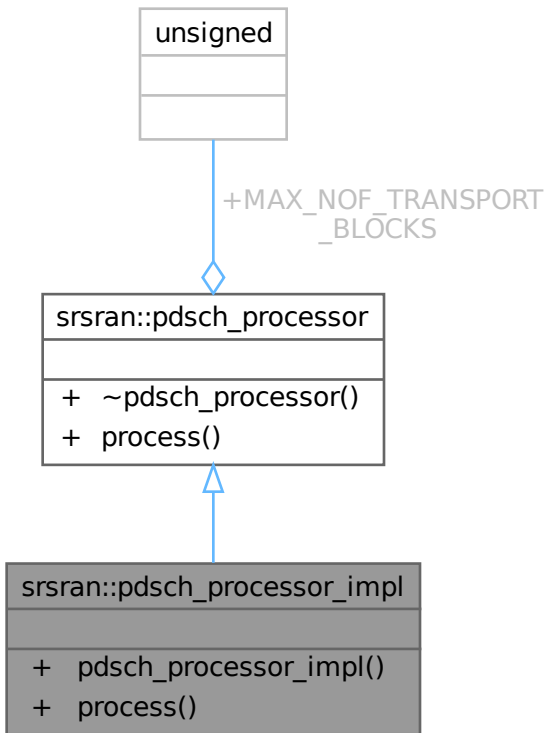 unsigned
+MAX_NOF_TRANSPORT
_BLOCKS
srsran::pdsch_processor
+ ~pdsch_processor()
+ process()
srsran::pdsch_processor_impl
+ pdsch_processor_impl()
+ process()